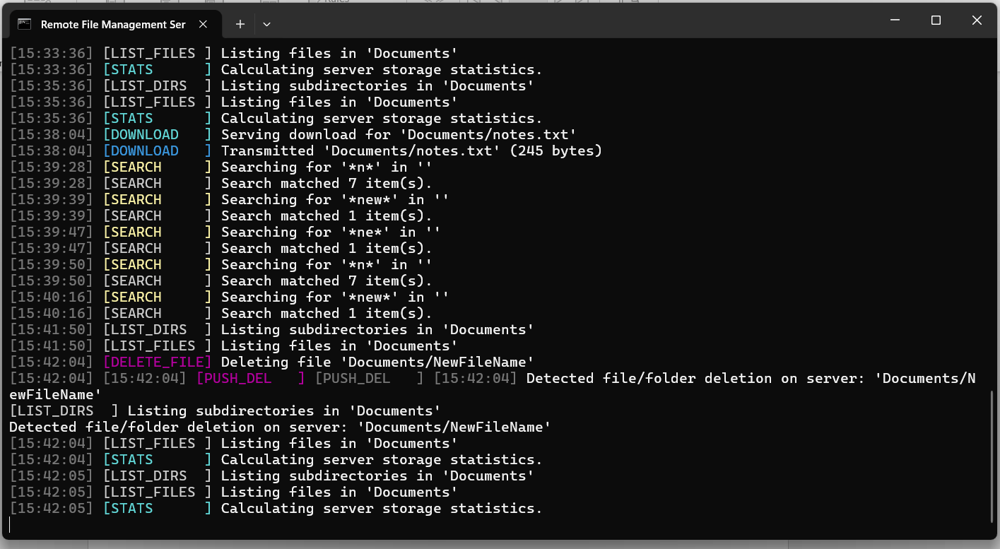 Remote File Management Ser
[15:33:36] [LIST_FILES ] Listing files in 'Documents'
[15:33:36] [STATS      ] Calculating server storage statistics.
[15:35:36] [LIST_DIRS  ] Listing subdirectories in 'Documents'
[15:35:36] [LIST_FILES ] Listing files in 'Documents'
[15:35:36] [STATS      ] Calculating server storage statistics.
[15:38:04] [DOWNLOAD   ] Serving download for 'Documents/notes.txt'
[15:38:04] [DOWNLOAD   ] Transmitted 'Documents/notes.txt' (245 bytes)
[15:39:28] [SEARCH     ] Searching for '*n*' in ''
[15:39:28] [SEARCH     ] Search matched 7 item(s).
[15:39:39] [SEARCH     ] Searching for '*new*' in ''
[15:39:39] [SEARCH     ] Search matched 1 item(s).
[15:39:47] [SEARCH     ] Searching for '*ne*' in ''
[15:39:47] [SEARCH     ] Search matched 1 item(s).
[15:39:50] [SEARCH     ] Searching for '*n*' in ''
[15:39:50] [SEARCH     ] Search matched 7 item(s).
[15:40:16] [SEARCH     ] Searching for '*new*' in ''
[15:40:16] [SEARCH     ] Search matched 1 item(s).
[15:41:50] [LIST_DIRS  ] Listing subdirectories in 'Documents'
[15:41:50] [LIST_FILES ] Listing files in 'Documents'
[15:42:04] [DELETE_FILE] Deleting file 'Documents/NewFileName'
[15:42:04] [15:42:04] [PUSH_DEL   ] [PUSH_DEL   ] [15:42:04] Detected file/folder deletion on server: 'Documents/N
ewFileName'
[LIST_DIRS  ] Listing subdirectories in 'Documents'
Detected file/folder deletion on server: 'Documents/NewFileName'
[15:42:04] [LIST_FILES ] Listing files in 'Documents'
[15:42:04] [STATS      ] Calculating server storage statistics.
[15:42:05] [LIST_DIRS  ] Listing subdirectories in 'Documents'
[15:42:05] [LIST_FILES ] Listing files in 'Documents'
[15:42:05] [STATS      ] Calculating server storage statistics.